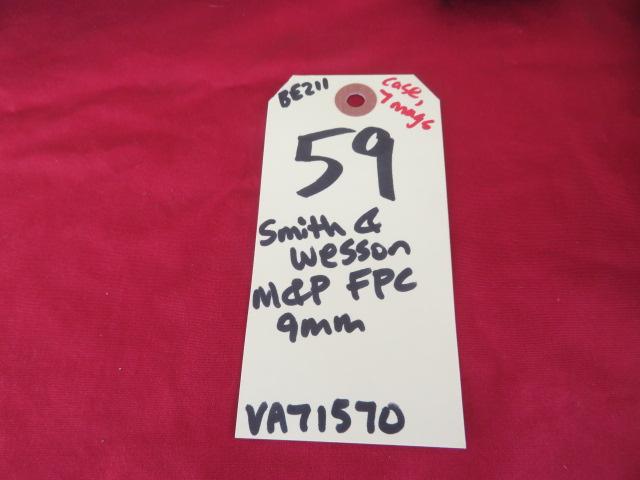 BE211
Case,
7 mags
59
Smith &
Wesson
M&P FPC
9mm
VA71570